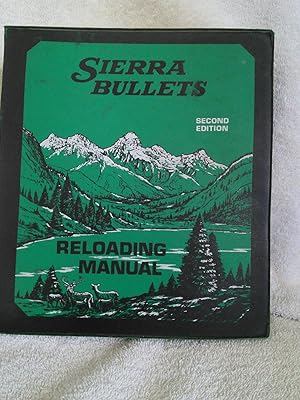 SIERRA
BULLETS
SECOND
EDITION
RELOADING
MANUAL